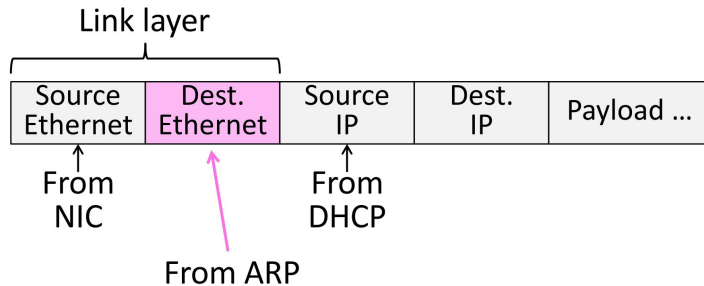 Link layer
Source
Ethernet
Dest.
Ethernet
Source
IP
Dest.
IP
Payload ...
From
NIC
From
DHCP
From ARP